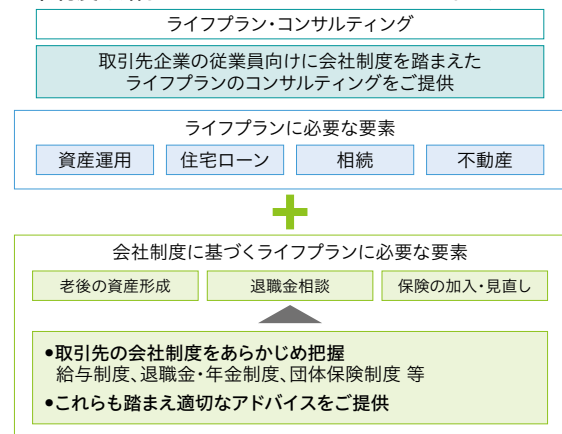 ライフプラン・コンサルティング
取引先企業の従業員向けに会社制度を踏まえた
ライフプランのコンサルティングをご提供
ライフプランに必要な要素
資産運用 住宅ローン 相続 不動産
会社制度に基づくライフプランに必要な要素
老後の資産形成 退職金相談 保険の加入・見直し
●取引先の会社制度をあらかじめ把握
給与制度、退職金・年金制度、団体保険制度 等
●これらも踏まえ適切なアドバイスをご提供